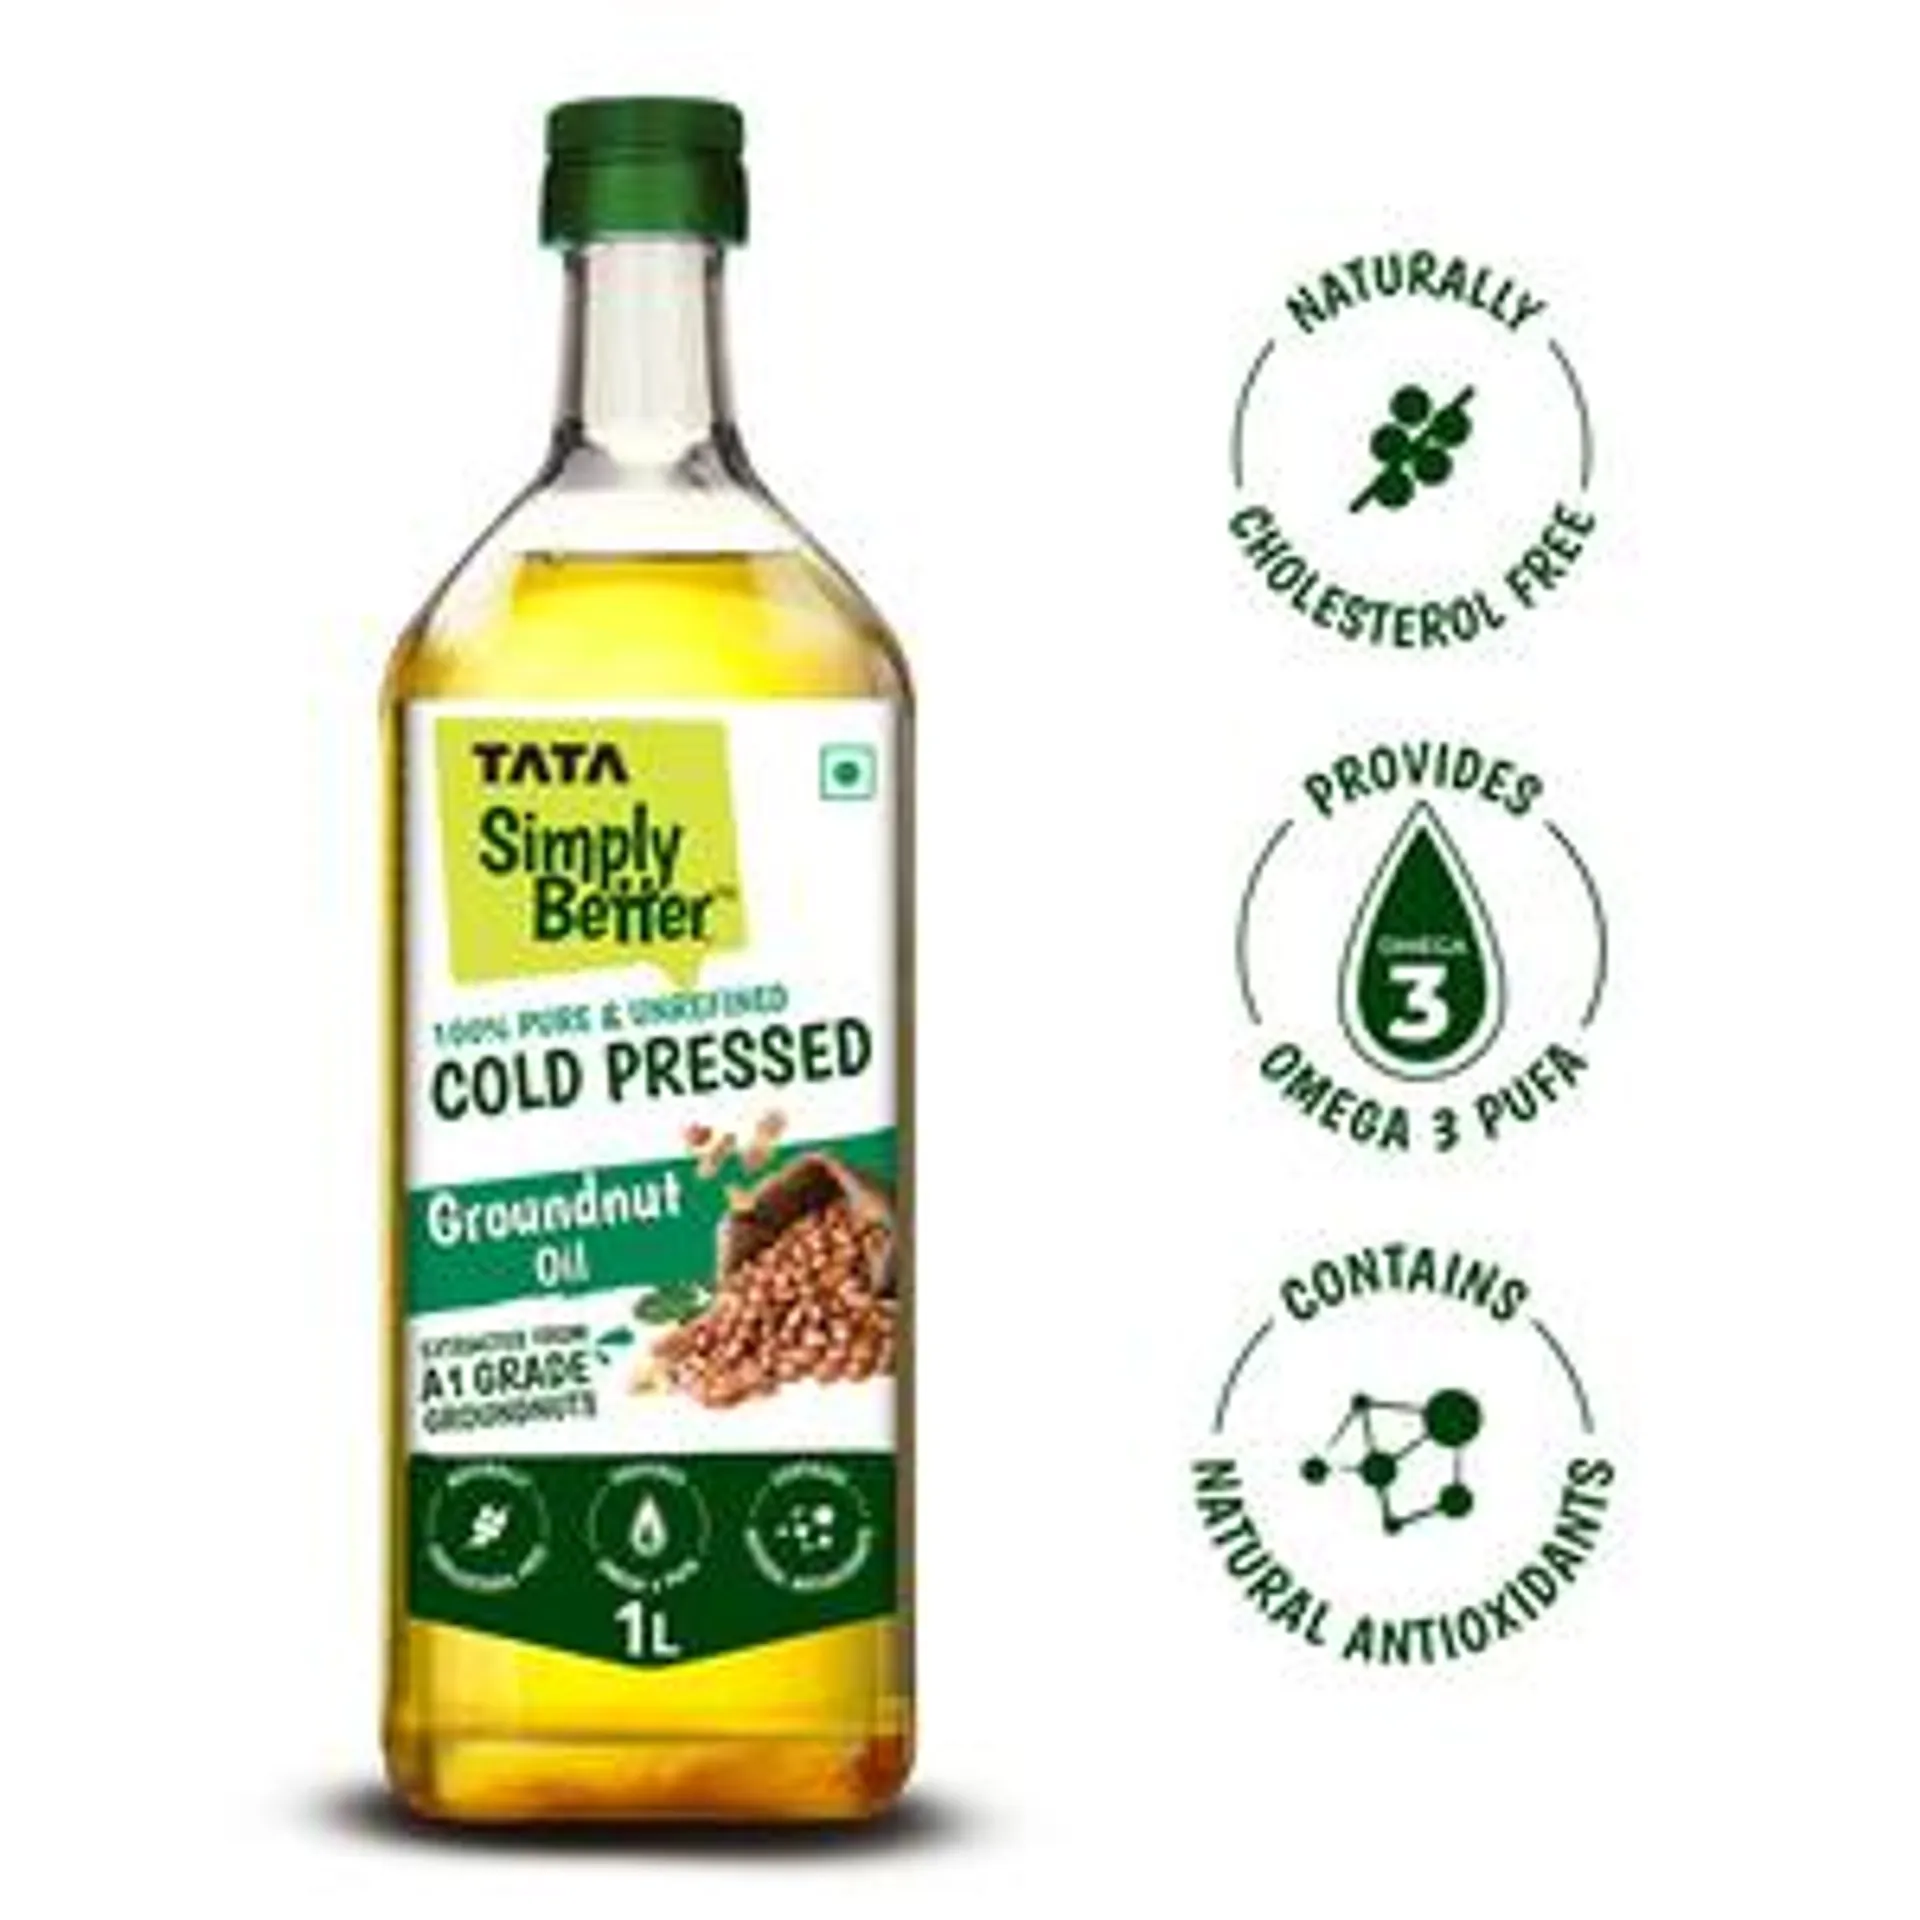 TATA
Simply
Better™
100% PURE & UNREFINED
COLD PRESSED
Groundnut
Oil
EXTRACTED FROM
A1 GRADE
GROUNDNUTS
1L
NATURALLY
CHOLESTEROL FREE
PROVIDES
OMEGA
3
OMEGA 3 PUFA
CONTAINS
NATURAL ANTIOXIDANTS